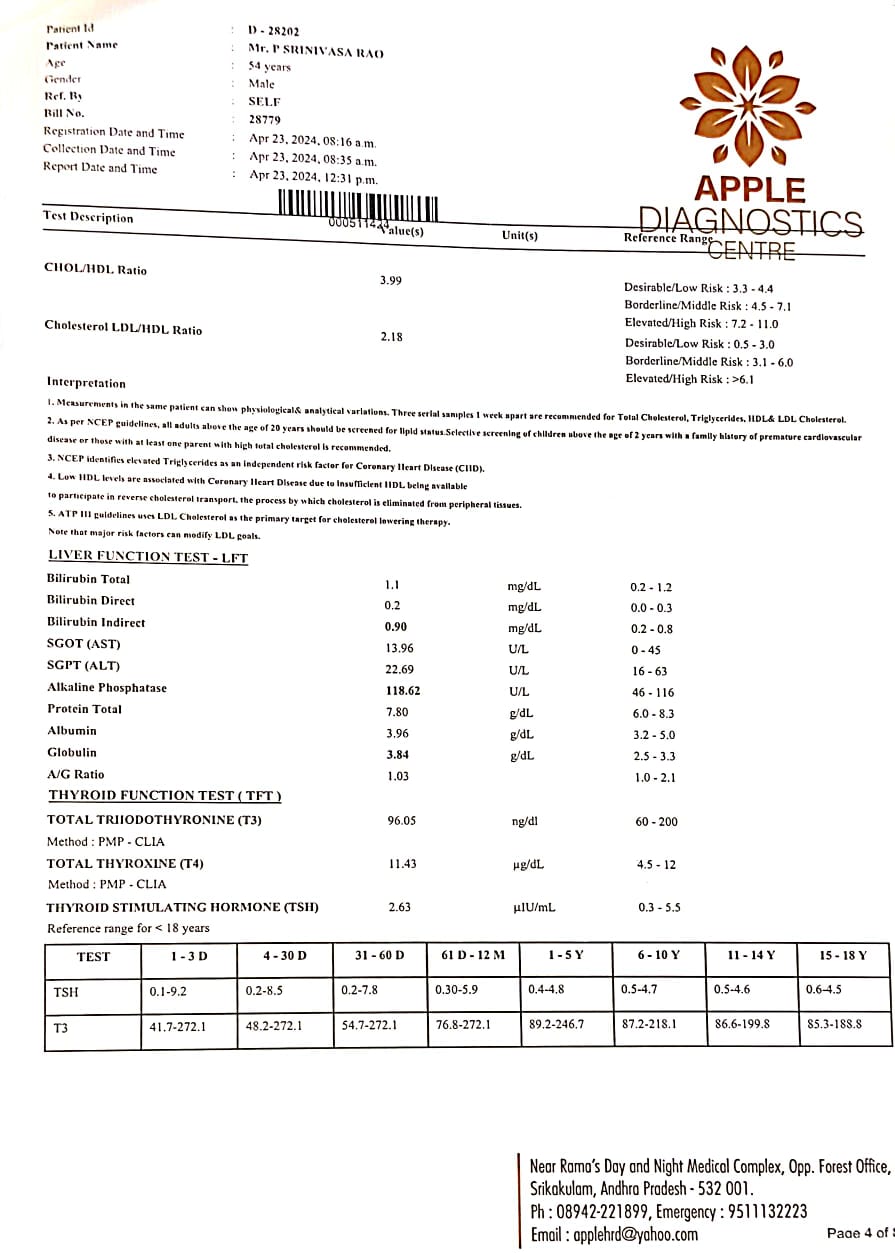 Patient Id : D - 28202
Patient Name : Mr. P SRINIVASA RAO
Age : 54 years
Gender : Male
Ref. By : SELF
Bill No. : 28779
Registration Date and Time : Apr 23, 2024, 08:16 a.m.
Collection Date and Time : Apr 23, 2024, 08:35 a.m.
Report Date and Time : Apr 23, 2024, 12:31 p.m.
APPLE
DIAGNOSTICS
CENTRE
Test Description Value(s) Unit(s) Reference Range
CHOL/HDL Ratio 3.99 Desirable/Low Risk : 3.3 - 4.4
Borderline/Middle Risk : 4.5 - 7.1
Elevated/High Risk : 7.2 - 11.0
Cholesterol LDL/HDL Ratio 2.18 Desirable/Low Risk : 0.5 - 3.0
Borderline/Middle Risk : 3.1 - 6.0
Elevated/High Risk : >6.1
Interpretation
1. Measurements in the same patient can show physiological& analytical variations. Three serial samples 1 week apart are recommended for Total Cholesterol, Triglycerides, HDL& LDL Cholesterol.
2. As per NCEP guidelines, all adults above the age of 20 years should be screened for lipid status.Selective screening of children above the age of 2 years with a family history of premature cardiovascular
disease or those with at least one parent with high total cholesterol is recommended.
3. NCEP identifies elevated Triglycerides as an independent risk factor for Coronary Heart Disease (CHD).
4. Low HDL levels are associated with Coronary Heart Disease due to insufficient HDL being available
to participate in reverse cholesterol transport, the process by which cholesterol is eliminated from peripheral tissues.
5. ATP III guidelines uses LDL Cholesterol as the primary target for cholesterol lowering therapy.
Note that major risk factors can modify LDL goals.
LIVER FUNCTION TEST - LFT
Bilirubin Total 1.1 mg/dL 0.2 - 1.2
Bilirubin Direct 0.2 mg/dL 0.0 - 0.3
Bilirubin Indirect 0.90 mg/dL 0.2 - 0.8
SGOT (AST) 13.96 U/L 0 - 45
SGPT (ALT) 22.69 U/L 16 - 63
Alkaline Phosphatase 118.62 U/L 46 - 116
Protein Total 7.80 g/dL 6.0 - 8.3
Albumin 3.96 g/dL 3.2 - 5.0
Globulin 3.84 g/dL 2.5 - 3.3
A/G Ratio 1.03 1.0 - 2.1
THYROID FUNCTION TEST ( TFT )
TOTAL TRIIODOTHYRONINE (T3) 96.05 ng/dl 60 - 200
Method : PMP - CLIA
TOTAL THYROXINE (T4) 11.43 µg/dL 4.5 - 12
Method : PMP - CLIA
THYROID STIMULATING HORMONE (TSH) 2.63 µIU/mL 0.3 - 5.5
Reference range for < 18 years
TEST 1 - 3 D 4 - 30 D 31 - 60 D 61 D - 12 M 1 - 5 Y 6 - 10 Y 11 - 14 Y 15 - 18 Y
TSH 0.1-9.2 0.2-8.5 0.2-7.8 0.30-5.9 0.4-4.8 0.5-4.7 0.5-4.6 0.6-4.5
T3 41.7-272.1 48.2-272.1 54.7-272.1 76.8-272.1 89.2-246.7 87.2-218.1 86.6-199.8 85.3-188.8
Near Rama's Day and Night Medical Complex, Opp. Forest Office,
Srikakulam, Andhra Pradesh - 532 001.
Ph : 08942-221899, Emergency : 9511132223
Email : applehrd@yahoo.com
Page 4 of